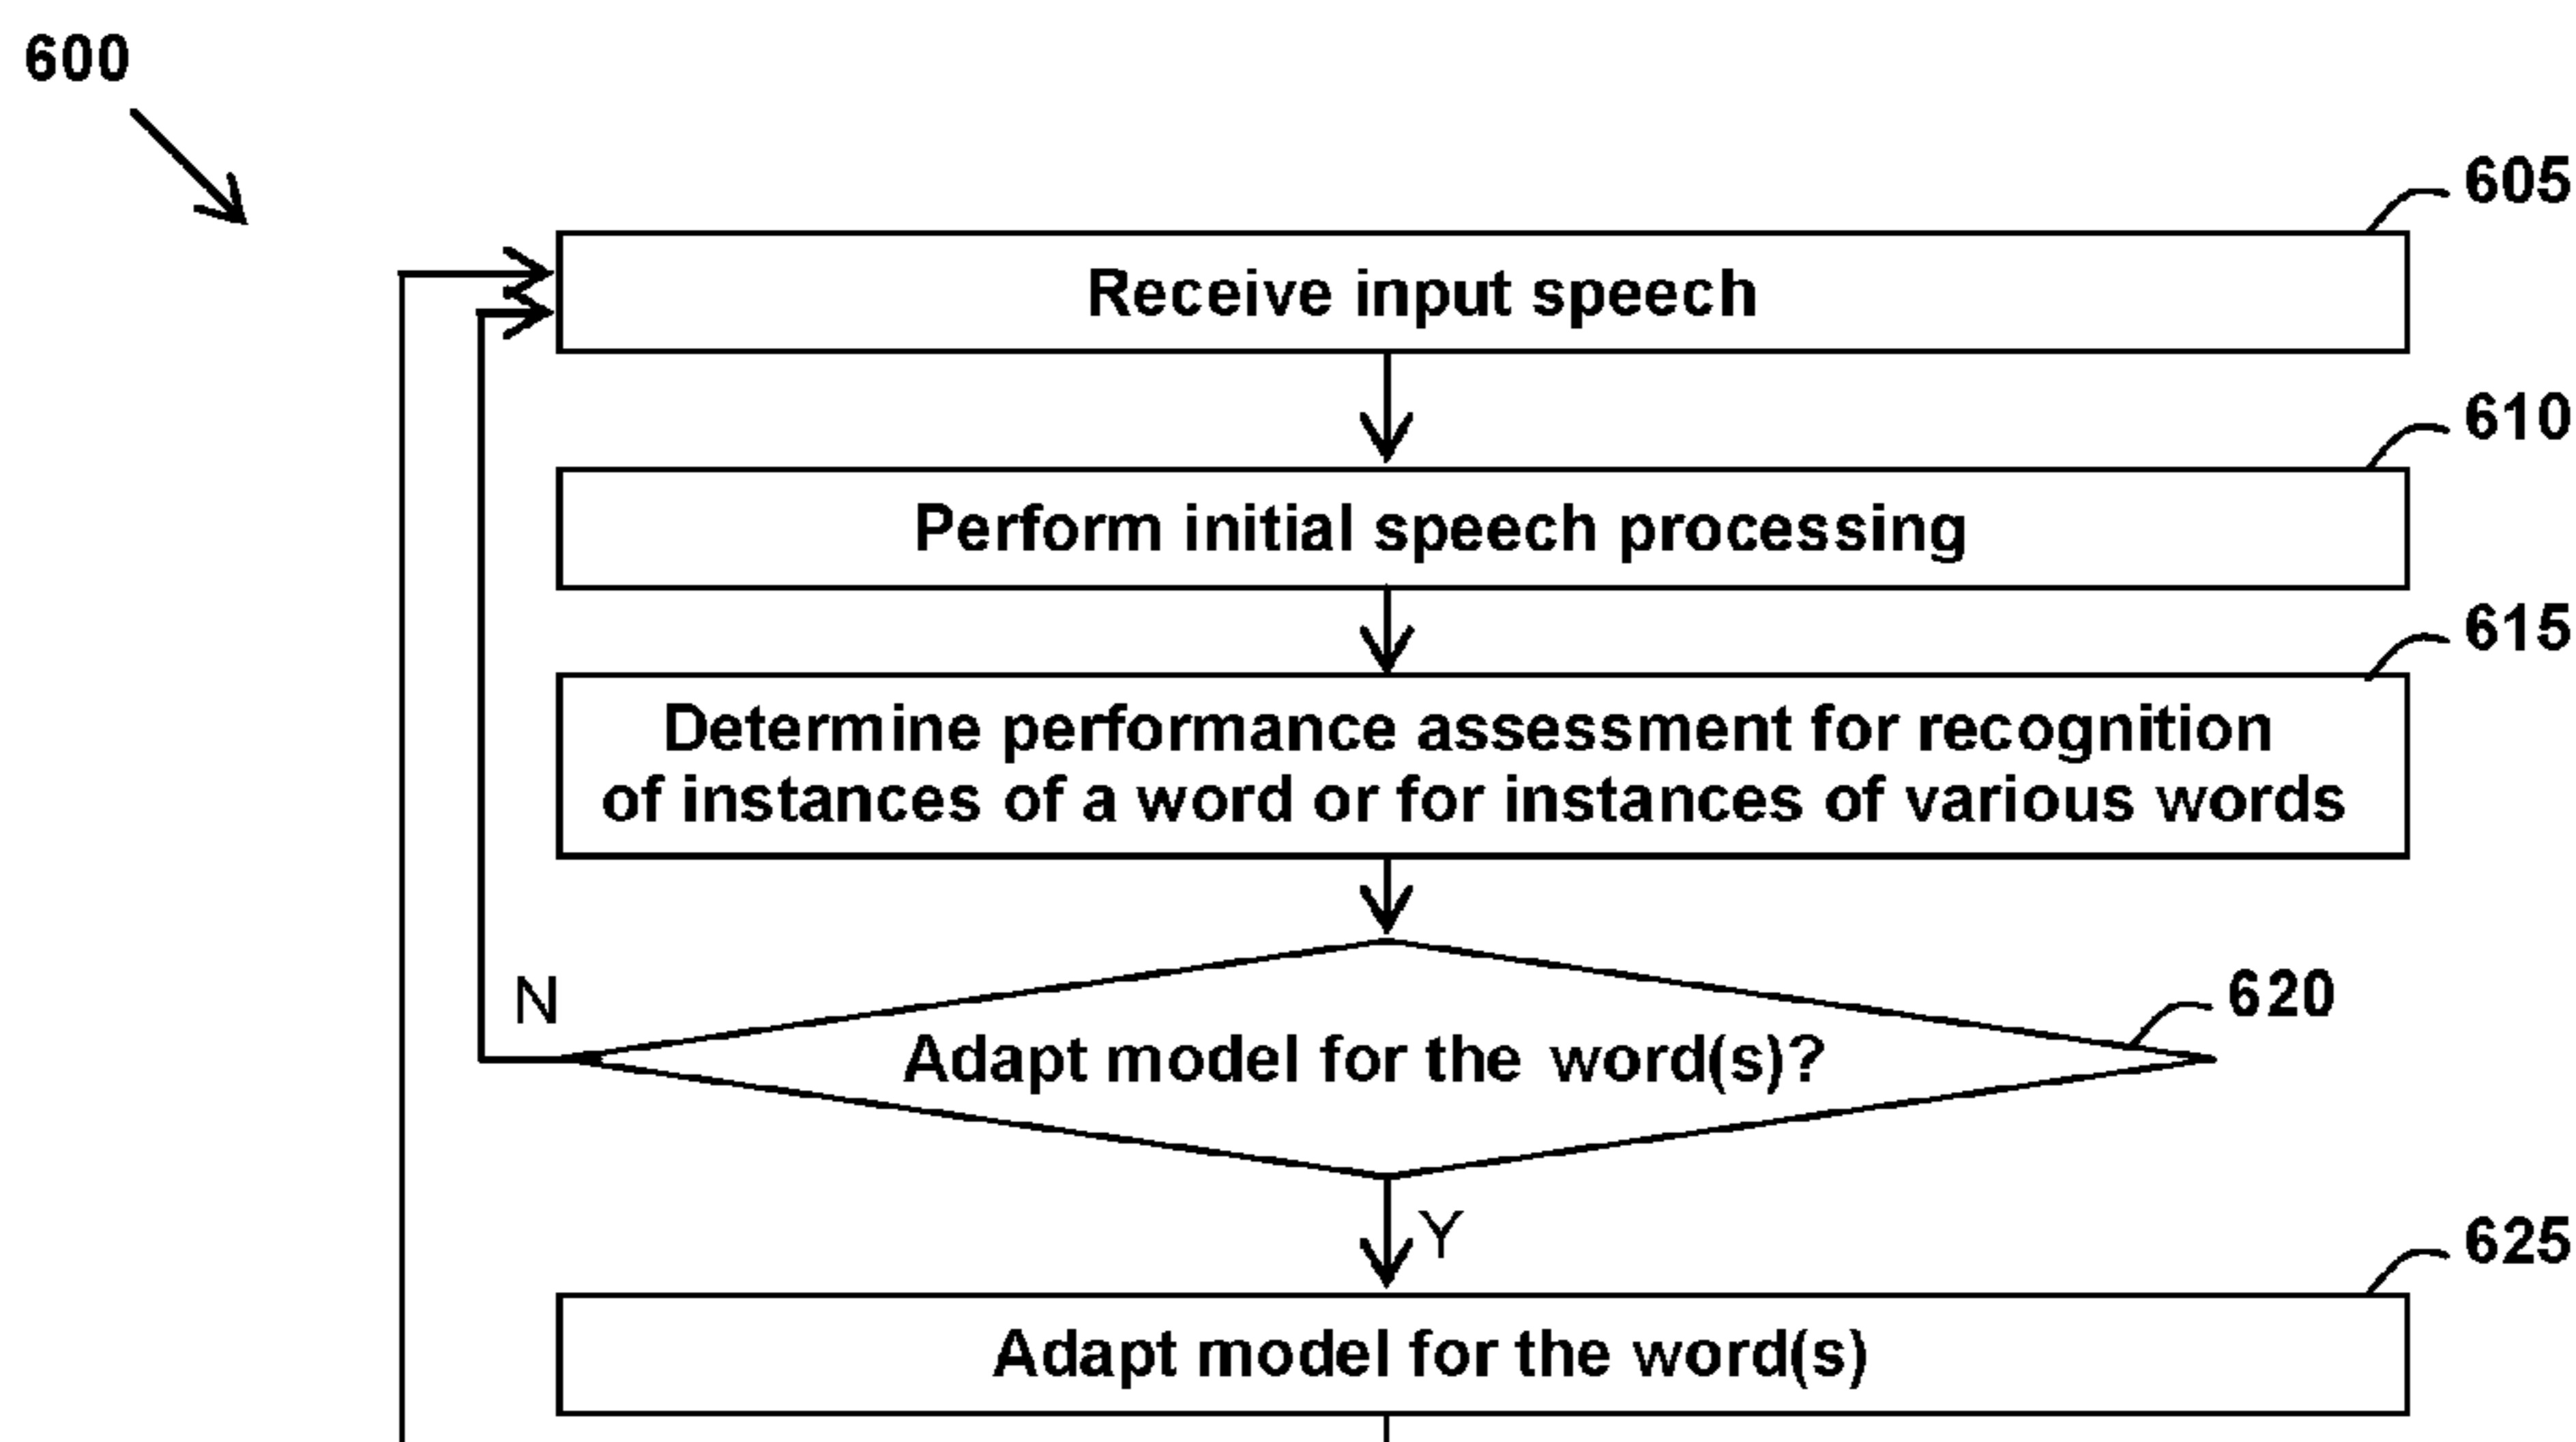 600
605
Receive input speech
610
Perform initial speech processing
615
Determine performance assessment for recognition
of instances of a word or for instances of various words
N
620
Adapt model for the word(s)?
Y
625
Adapt model for the word(s)